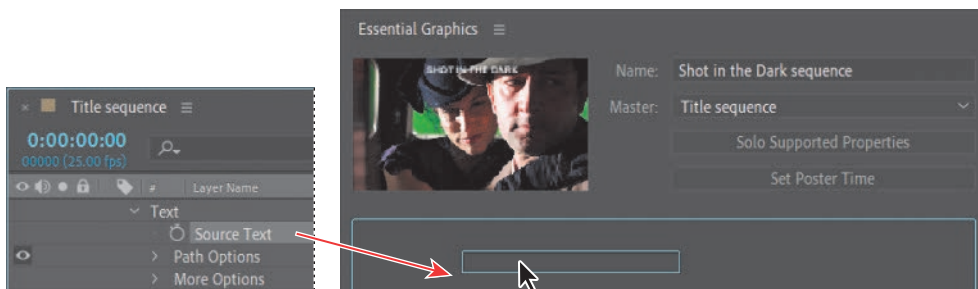 Essential Graphics
SHOT IN THE DARK
Name: Shot in the Dark sequence
Master: Title sequence
Solo Supported Properties
Set Poster Time
Title sequence
0:00:00:00
00000 (25.00 fps)
# Layer Name
Text
Source Text
Path Options
More Options